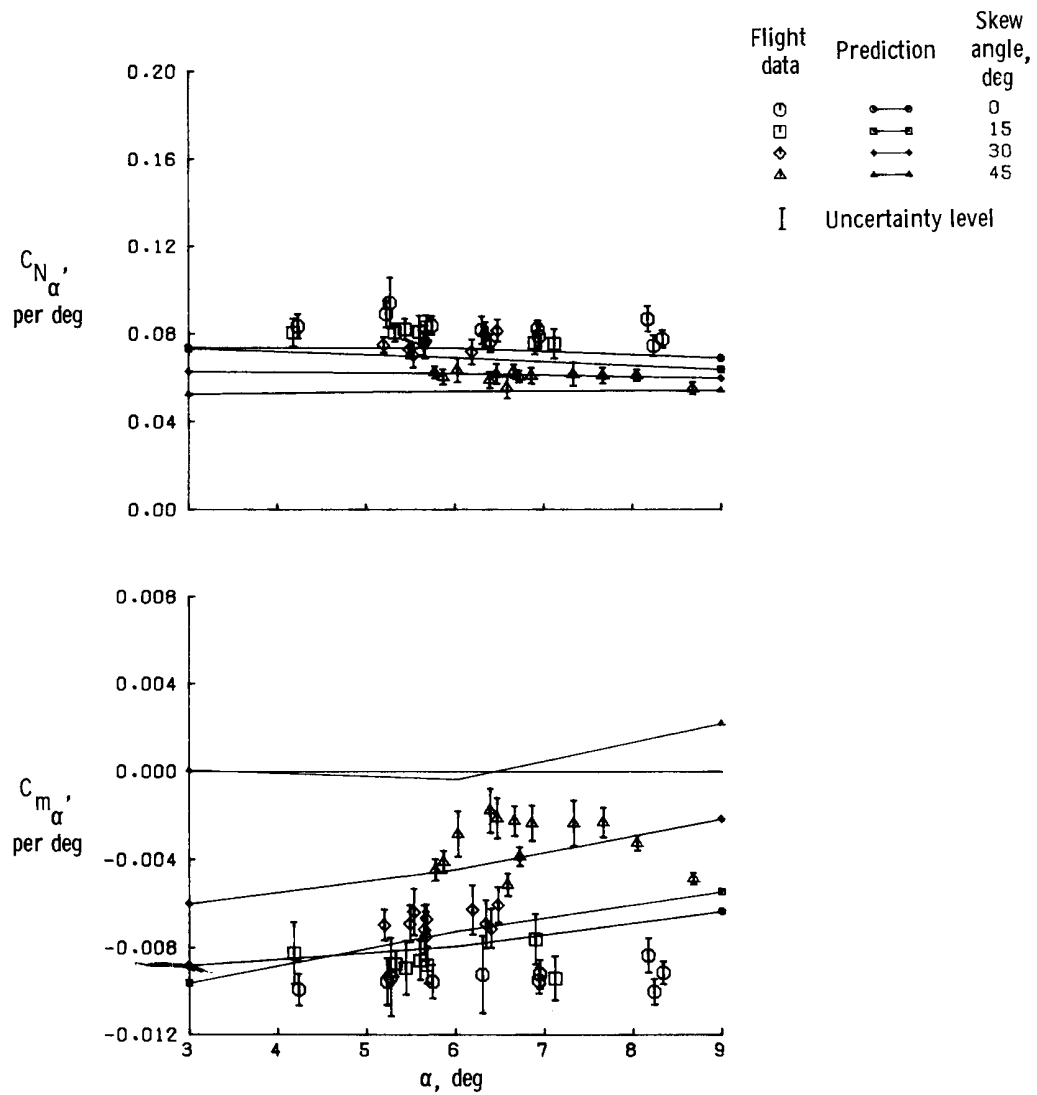 Flight data
Prediction
Skew angle, deg
0
15
30
45
Uncertainty level
C_Nα, per deg
0.20
0.16
0.12
0.08
0.04
0.00
C_mα, per deg
0.008
0.004
0.000
-0.004
-0.008
-0.012
3 4 5 6 7 8 9
α, deg